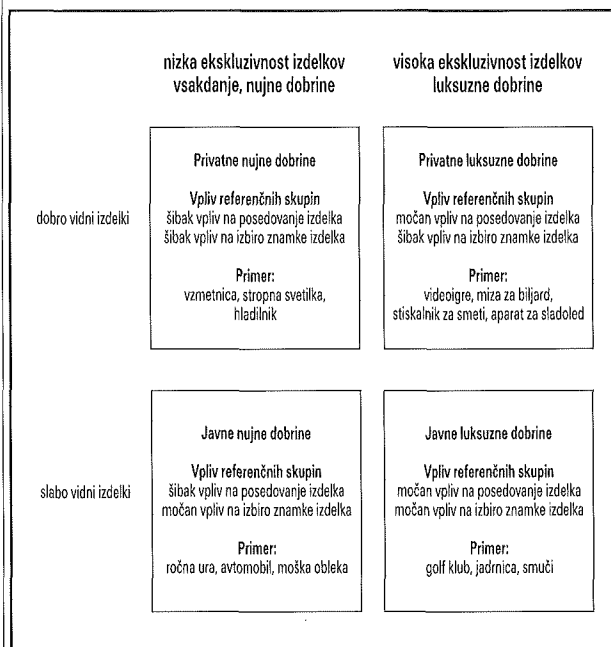 nizka ekskluzivnost izdelkov
vsakdanje, nujne dobrine
visoka ekskluzivnost izdelkov
luksuzne dobrine
dobro vidni izdelki
Privatne nujne dobrine
Vpliv referenčnih skupin
šibak vpliv na posedovanje izdelka
šibak vpliv na izbiro znamke izdelka
Primer:
vzmetnica, stropna svetilka,
hladilnik
Privatne luksuzne dobrine
Vpliv referenčnih skupin
močan vpliv na posedovanje izdelka
šibak vpliv na izbiro znamke izdelka
Primer:
videoigre, miza za biljard,
stiskalnik za smeti, aparat za sladoled
slabo vidni izdelki
Javne nujne dobrine
Vpliv referenčnih skupin
šibak vpliv na posedovanje izdelka
močan vpliv na izbiro znamke izdelka
Primer:
ročna ura, avtomobil, moška obleka
Javne luksuzne dobrine
Vpliv referenčnih skupin
močan vpliv na posedovanje izdelka
močan vpliv na izbiro znamke izdelka
Primer:
golf klub, jadrnica, smuči